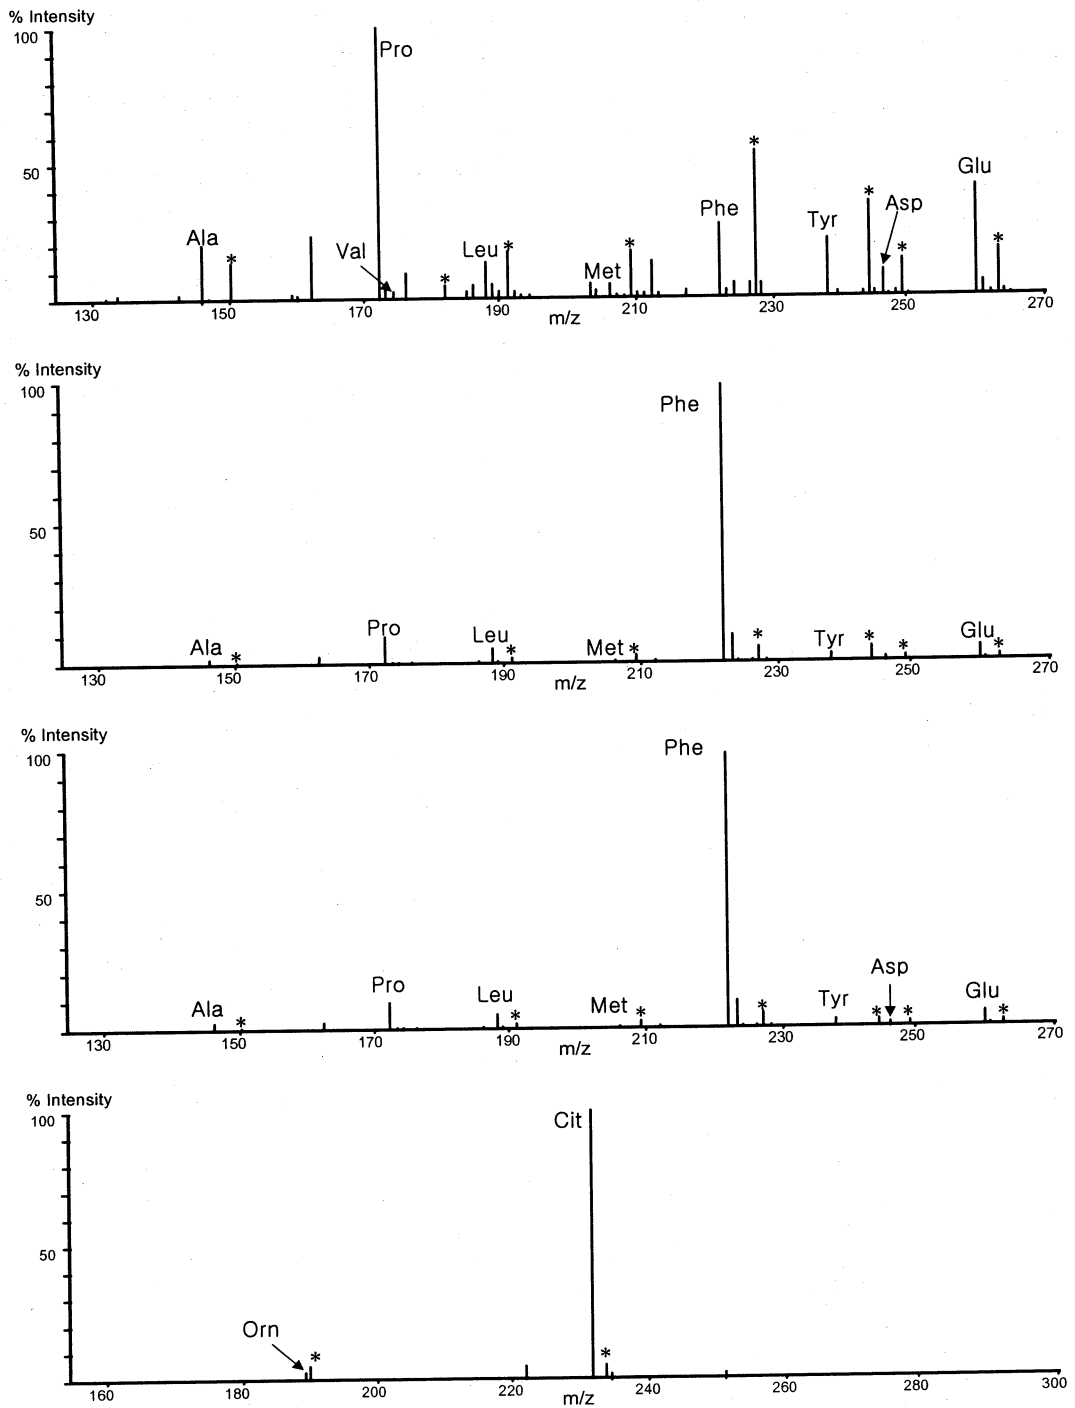 % Intensity
100
Pro
*
Glu
50
Phe
*
Asp
Tyr
Ala
*
Val
Leu
*
*
*
*
*
Met
130
150
170
190
210
230
250
270
m/z
% Intensity
100
Phe
50
Pro
Leu
Ala
*
*
Met
*
*
Tyr
*
*
Glu
*
130
150
170
190
210
230
250
270
m/z
% Intensity
100
Phe
50
Asp
Pro
Leu
Ala
*
*
Met
*
*
Tyr
*
*
Glu
*
130
150
170
190
210
230
250
270
m/z
% Intensity
100
Cit
50
Orn
*
*
160
180
200
220
240
260
280
300
m/z